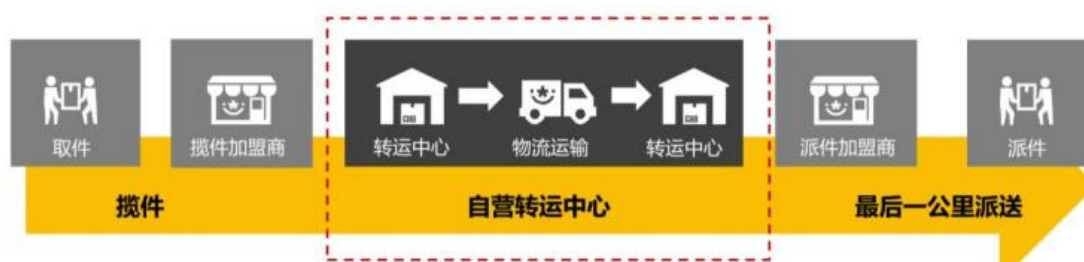 取件
揽件加盟商
转运中心
物流运输
转运中心
派件加盟商
派件
揽件
自营转运中心
最后一公里派送